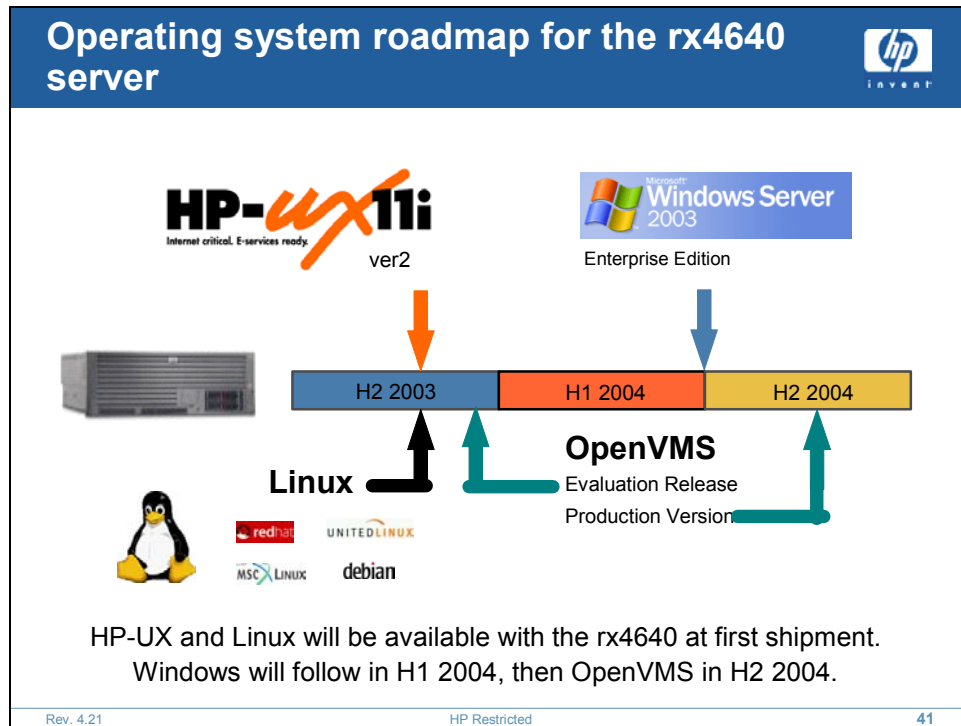 Operating system roadmap for the rx4640
server
hp
invent
HP-UX11i
Internet critical. E-services ready.
ver2
Microsoft
Windows Server
2003
Enterprise Edition
H2 2003
H1 2004
H2 2004
OpenVMS
Evaluation Release
Production Version
Linux
redhat
UNITEDLINUX
MSC LINUX
debian
HP-UX and Linux will be available with the rx4640 at first shipment.
Windows will follow in H1 2004, then OpenVMS in H2 2004.
Rev. 4.21
HP Restricted
41